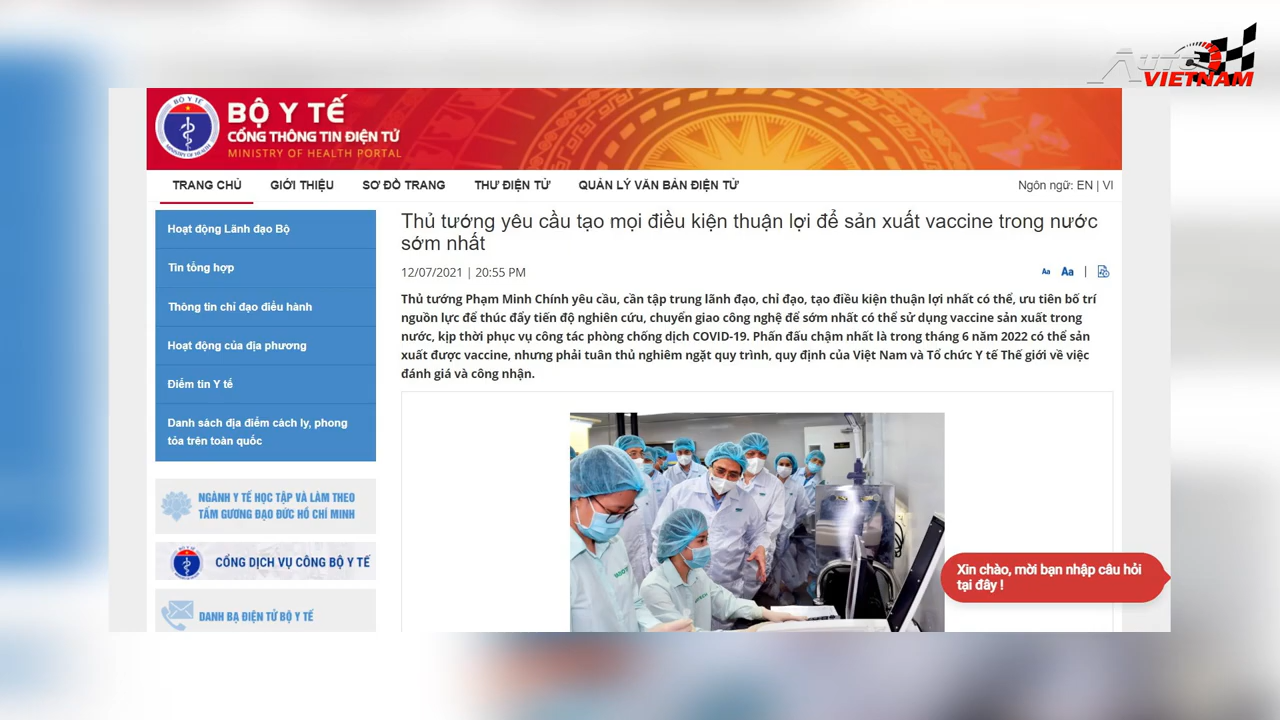 AUTO
VIETNAM
BỘ Y TẾ
CỔNG THÔNG TIN ĐIỆN TỬ
MINISTRY OF HEALTH PORTAL
BỘ Y TẾ
MINISTRY OF HEALTH
TRANG CHỦ GIỚI THIỆU SƠ ĐỒ TRANG THƯ ĐIỆN TỬ QUẢN LÝ VĂN BẢN ĐIỆN TỬ Ngôn ngữ: EN | VI
Hoạt động Lãnh đạo Bộ
Tin tổng hợp
Thông tin chỉ đạo điều hành
Hoạt động của địa phương
Điểm tin Y tế
Danh sách địa điểm cách ly, phong
tỏa trên toàn quốc
NGÀNH Y TẾ HỌC TẬP VÀ LÀM THEO
TẤM GƯƠNG ĐẠO ĐỨC HỒ CHÍ MINH
CỔNG DỊCH VỤ CÔNG BỘ Y TẾ
DANH BẠ ĐIỆN TỬ BỘ Y TẾ
Thủ tướng yêu cầu tạo mọi điều kiện thuận lợi để sản xuất vaccine trong nước
sớm nhất
12/07/2021 | 20:55 PM
Aa Aa |
Thủ tướng Phạm Minh Chính yêu cầu, cần tập trung lãnh đạo, chỉ đạo, tạo điều kiện thuận lợi nhất có thể, ưu tiên bố trí
nguồn lực để thúc đẩy tiến độ nghiên cứu, chuyển giao công nghệ để sớm nhất có thể sử dụng vaccine sản xuất trong
nước, kịp thời phục vụ công tác phòng chống dịch COVID-19. Phấn đấu chậm nhất là trong tháng 6 năm 2022 có thể sản
xuất được vaccine, nhưng phải tuân thủ nghiêm ngặt quy trình, quy định của Việt Nam và Tổ chức Y tế Thế giới về việc
đánh giá và công nhận.
Xin chào, mời bạn nhập câu hỏi
tại đây !